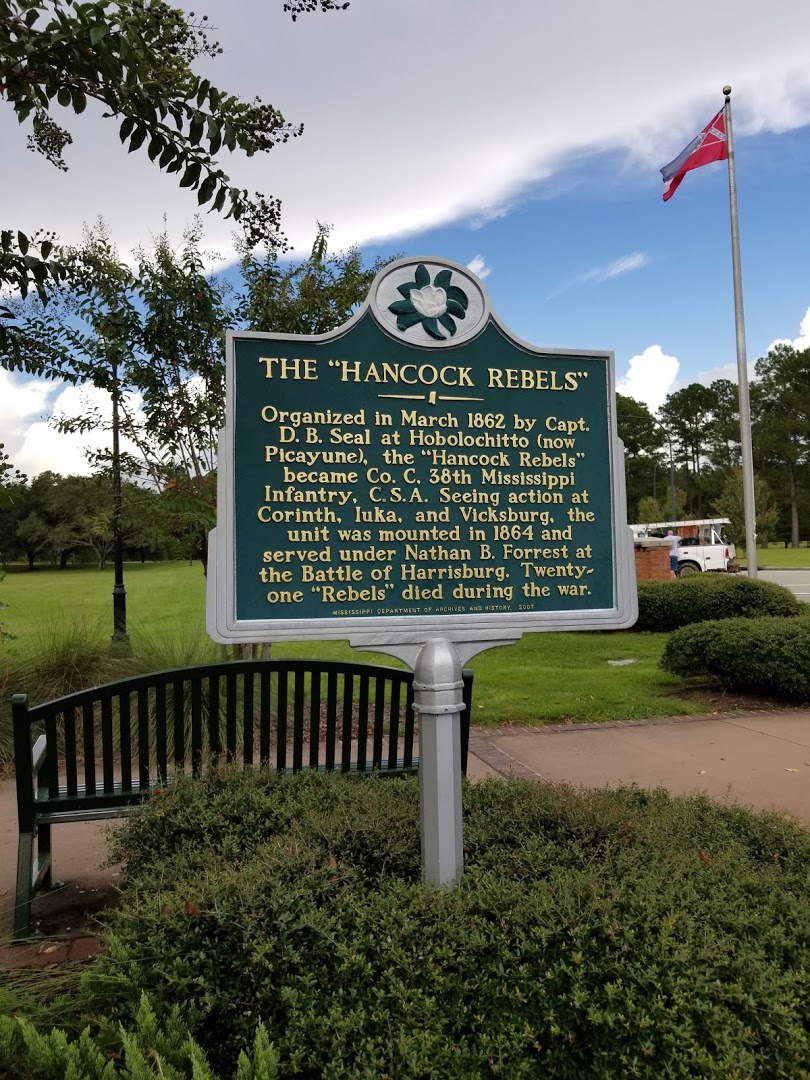 THE "HANCOCK REBELS"
Organized in March 1862 by Capt.
D. B. Seal at Hobolochitto (now
Picayune), the "Hancock Rebels"
became Co. C, 38th Mississippi
Infantry, C.S.A. Seeing action at
Corinth, Iuka, and Vicksburg, the
unit was mounted in 1864 and
served under Nathan B. Forrest at
the Battle of Harrisburg. Twenty-
one "Rebels" died during the war.
MISSISSIPPI DEPARTMENT OF ARCHIVES AND HISTORY, 2007